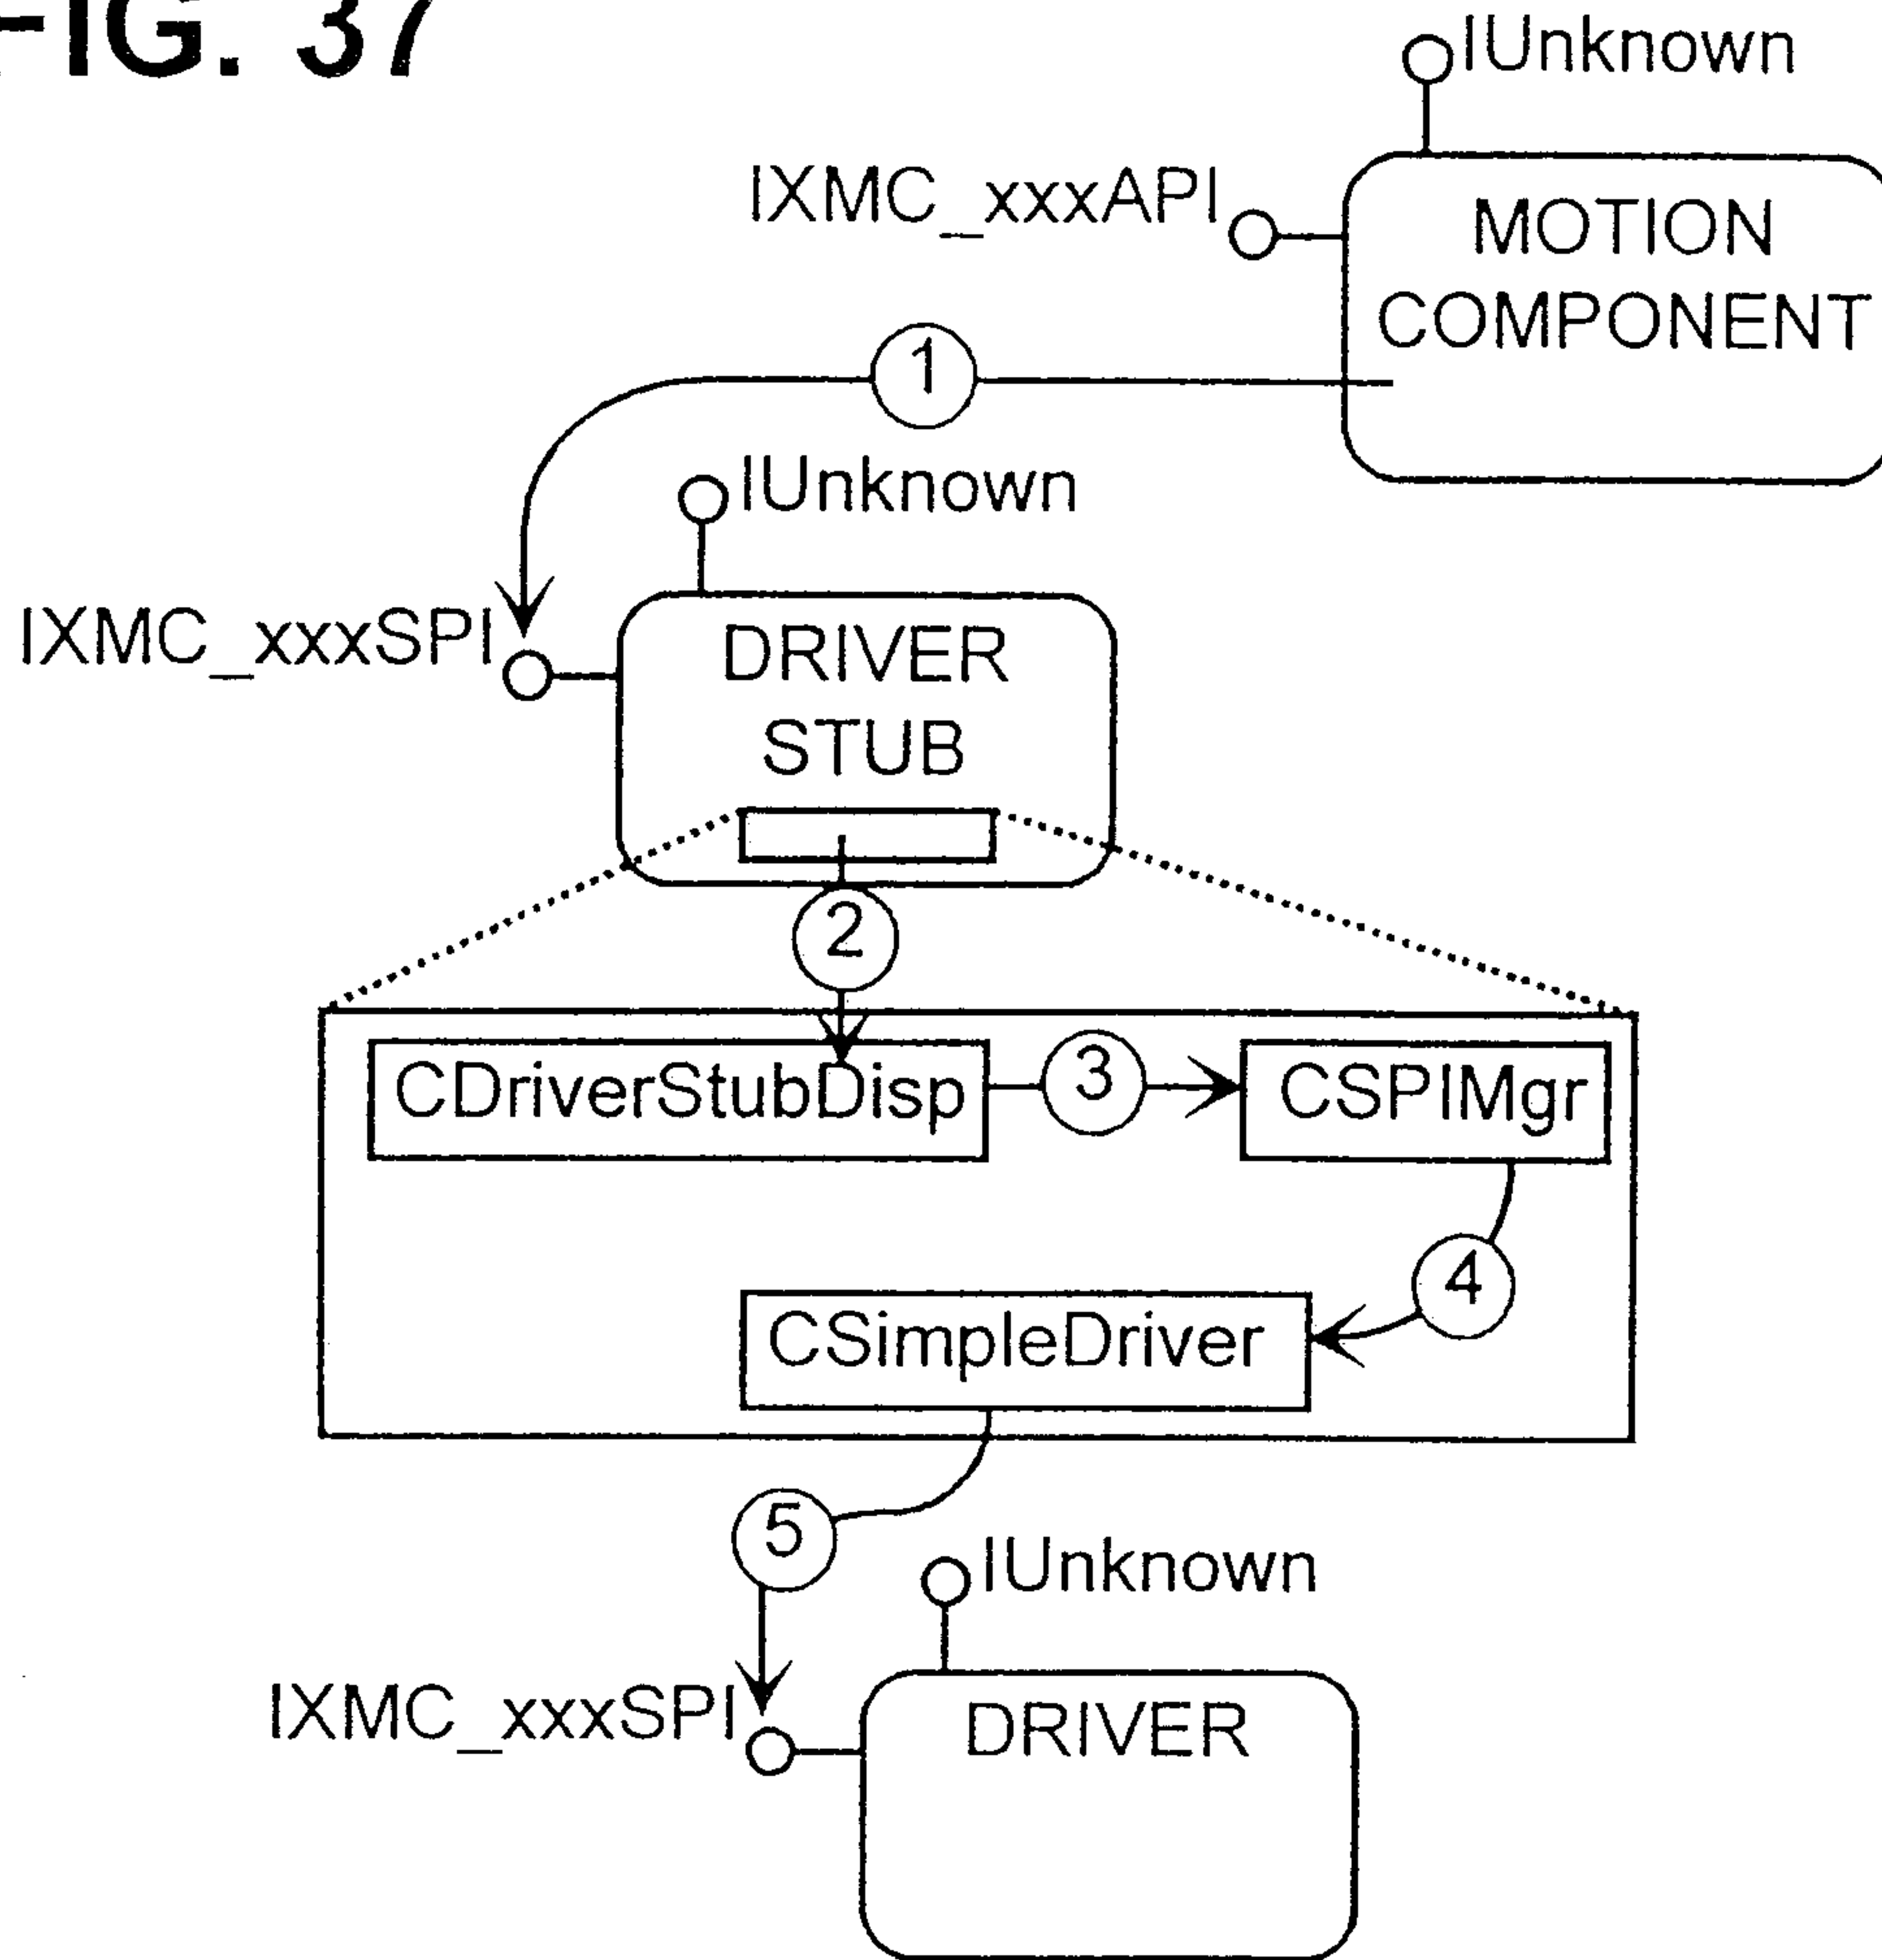 FIG. 37
IUnknown
IXMC_xxxAPI
MOTION
COMPONENT
1
IUnknown
IXMC_xxxSPI
DRIVER
STUB
2
CDriverStubDisp
3
CSPIMgr
4
CSimpleDriver
5
IUnknown
IXMC_xxxSPI
DRIVER